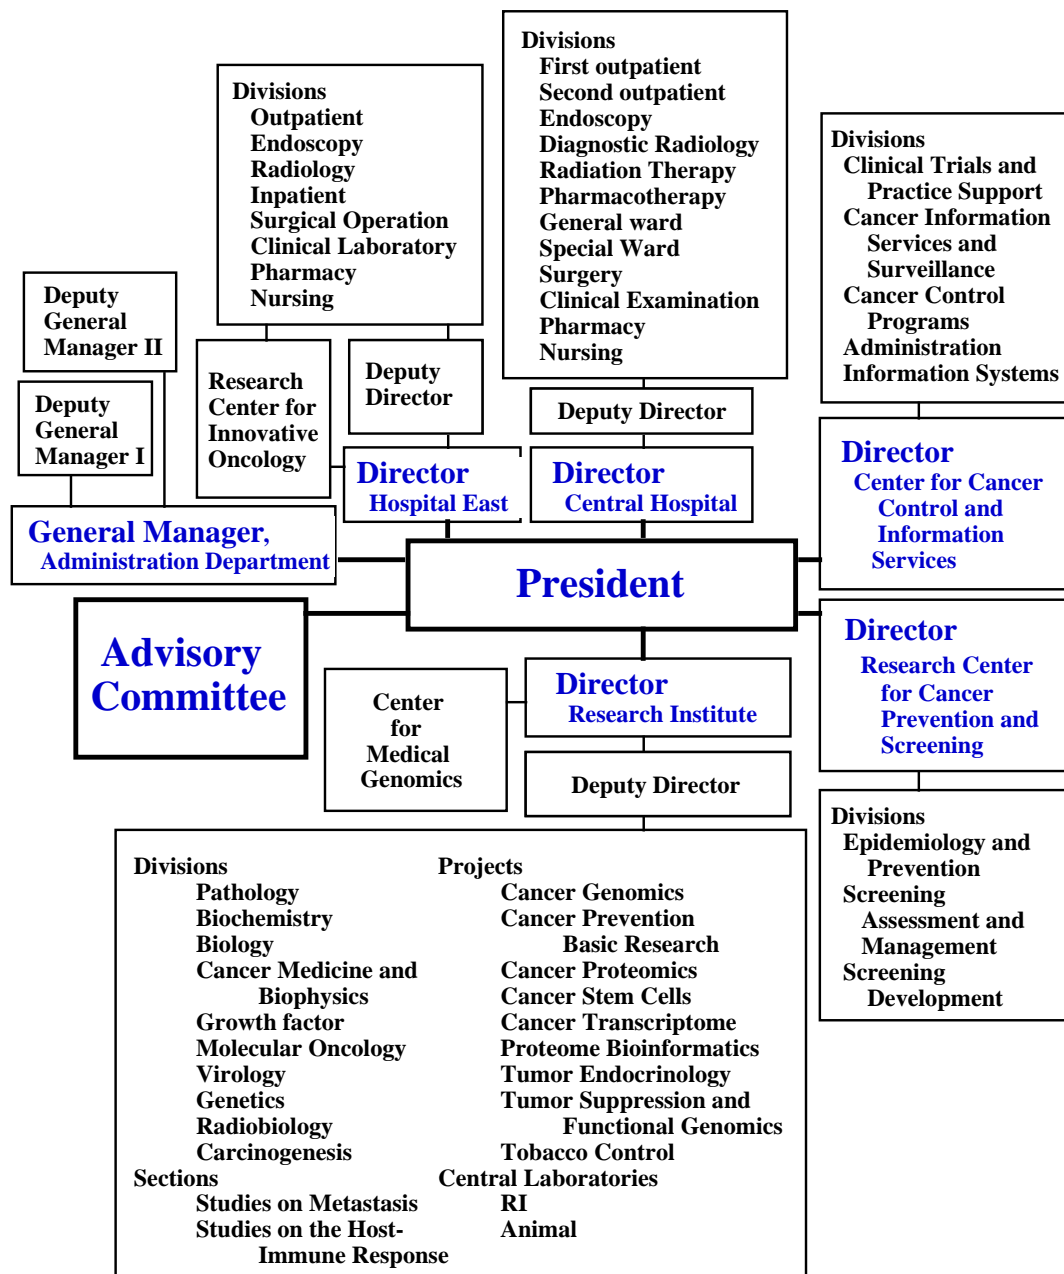 Divisions
First outpatient
Second outpatient
Endoscopy
Diagnostic Radiology
Radiation Therapy
Pharmacotherapy
General ward
Special Ward
Surgery
Clinical Examination
Pharmacy
Nursing
Divisions
Outpatient
Endoscopy
Radiology
Inpatient
Surgical Operation
Clinical Laboratory
Pharmacy
Nursing
Divisions
Clinical Trials and
Practice Support
Cancer Information
Services and
Surveillance
Cancer Control
Programs
Administration
Information Systems
Deputy
General
Manager II
Deputy
General
Manager I
Research
Center for
Innovative
Oncology
Deputy
Director
Deputy Director
Director
Hospital East
Director
Central Hospital
Director
Center for Cancer
Control and
Information
Services
General Manager,
Administration Department
President
Advisory
Committee
Director
Research Center
for Cancer
Prevention and
Screening
Center
for
Medical
Genomics
Director
Research Institute
Deputy Director
Divisions
Epidemiology and
Prevention
Screening
Assessment and
Management
Screening
Development
Divisions
Pathology
Biochemistry
Biology
Cancer Medicine and
Biophysics
Growth factor
Molecular Oncology
Virology
Genetics
Radiobiology
Carcinogenesis
Sections
Studies on Metastasis
Studies on the Host-
Immune Response
Projects
Cancer Genomics
Cancer Prevention
Basic Research
Cancer Proteomics
Cancer Stem Cells
Cancer Transcriptome
Proteome Bioinformatics
Tumor Endocrinology
Tumor Suppression and
Functional Genomics
Tobacco Control
Central Laboratories
RI
Animal